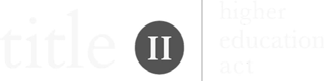 title II
higher
education
act